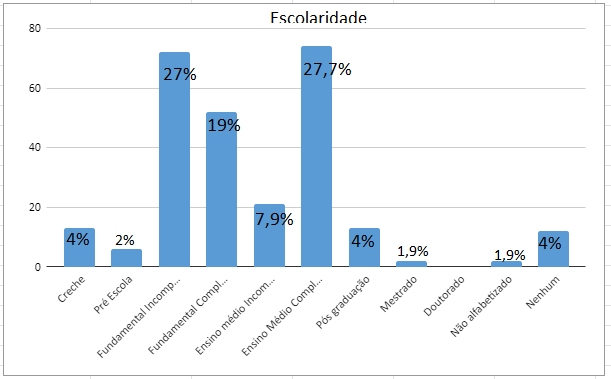 Escolaridade
80
60
40
20
0
27%
27,7%
19%
7,9%
4%
2%
4%
1,9%
1,9%
4%
Creche
Pré Escola
Fundamental Incomp...
Fundamental Compl...
Ensino médio Incom...
Ensino Médio Compl...
Pós graduação
Mestrado
Doutorado
Não alfabetizado
Nenhum